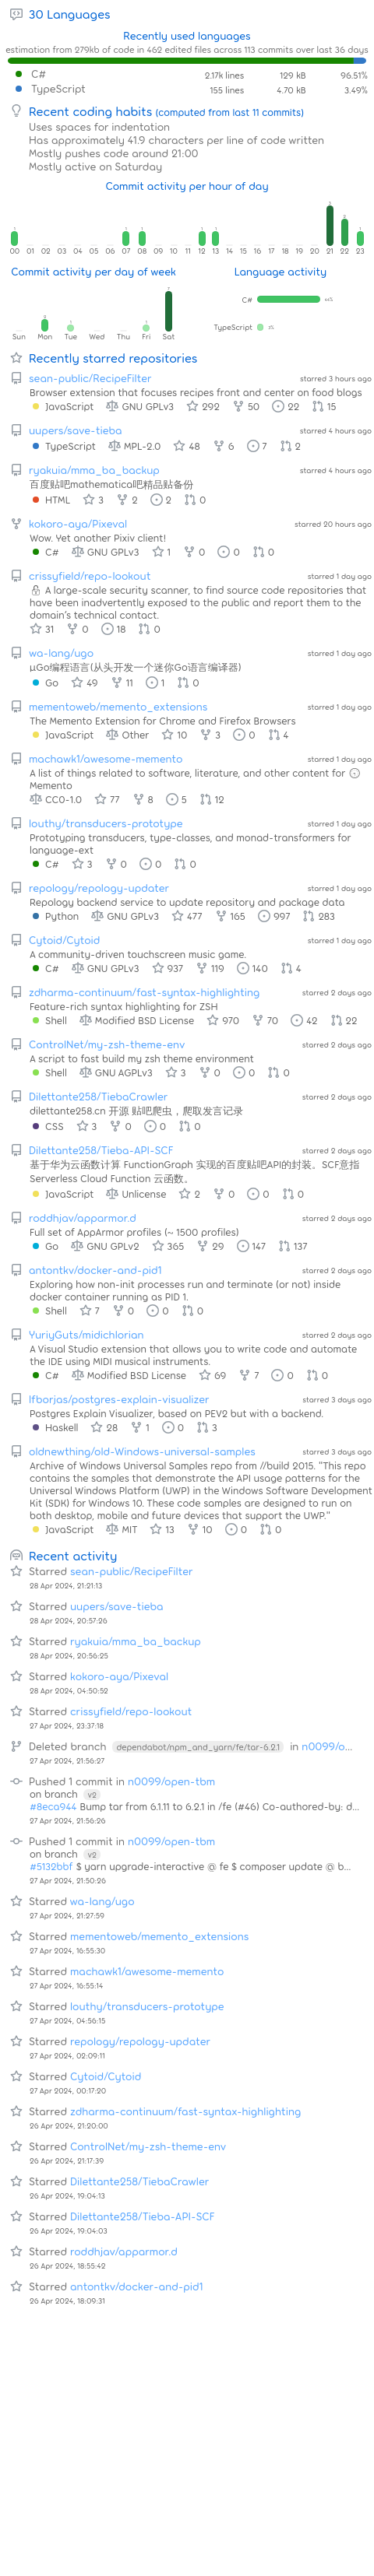 30 Languages
Recently used languages
estimation from 279kb of code in 462 edited files across 113 commits over last 36 days
C# 2.17k lines 129 kB 96.51%
TypeScript 155 lines 4.70 kB 3.49%
Recent coding habits (computed from last 11 commits)
Uses spaces for indentation
Has approximately 41.9 characters per line of code written
Mostly pushes code around 21:00
Mostly active on Saturday
Commit activity per hour of day
00 01 02 03 04 05 06 07 08 09 10 11 12 13 14 15 16 17 18 19 20 21 22 23
Commit activity per day of week
Language activity
C#
TypeScript
Sun Mon Tue Wed Thu Fri Sat
Recently starred repositories
sean-public/RecipeFilter starred 3 hours ago
Browser extension that focuses recipes front and center on food blogs
JavaScript GNU GPLv3 292 50 22 15
uupers/save-tieba starred 4 hours ago
TypeScript MPL-2.0 48 6 7 2
ryakuia/mma_ba_backup starred 4 hours ago
百度贴吧mathematica吧精品贴备份
HTML 3 2 2 0
kokoro-aya/Pixeval starred 20 hours ago
Wow. Yet another Pixiv client!
C# GNU GPLv3 1 0 0 0
crissyfield/repo-lookout starred 1 day ago
🔒 A large-scale security scanner, to find source code repositories that
have been inadvertently exposed to the public and report them to the
domain's technical contact.
31 0 18 0
wa-lang/ugo starred 1 day ago
µGo编程语言(从头开发一个迷你Go语言编译器)
Go 49 11 1 0
mementoweb/memento_extensions starred 1 day ago
The Memento Extension for Chrome and Firefox Browsers
JavaScript Other 10 3 0 4
machawk1/awesome-memento starred 1 day ago
A list of things related to software, literature, and other content for
Memento
CC0-1.0 77 8 5 12
louthy/transducers-prototype starred 1 day ago
Prototyping transducers, type-classes, and monad-transformers for
language-ext
C# 3 0 0 0
repology/repology-updater starred 1 day ago
Repology backend service to update repository and package data
Python GNU GPLv3 477 165 997 283
Cytoid/Cytoid starred 1 day ago
A community-driven touchscreen music game.
C# GNU GPLv3 937 119 140 4
zdharma-continuum/fast-syntax-highlighting starred 2 days ago
Feature-rich syntax highlighting for ZSH
Shell Modified BSD License 970 70 42 22
ControlNet/my-zsh-theme-env starred 2 days ago
A script to fast build my zsh theme environment
Shell GNU AGPLv3 3 0 0 0
Dilettante258/TiebaCrawler starred 2 days ago
dilettante258.cn 开源 贴吧爬虫，爬取发言记录
CSS 3 0 0 0
Dilettante258/Tieba-API-SCF starred 2 days ago
基于华为云函数计算 FunctionGraph 实现的百度贴吧API的封装。SCF意指
Serverless Cloud Function 云函数。
JavaScript Unlicense 2 0 0 0
roddhjav/apparmor.d starred 2 days ago
Full set of AppArmor profiles (~ 1500 profiles)
Go GNU GPLv2 365 29 147 137
antontkv/docker-and-pid1 starred 2 days ago
Exploring how non-init processes run and terminate (or not) inside
docker container running as PID 1.
Shell 7 0 0 0
YuriyGuts/midichlorian starred 2 days ago
A Visual Studio extension that allows you to write code and automate
the IDE using MIDI musical instruments.
C# Modified BSD License 69 7 0 0
lfborjas/postgres-explain-visualizer starred 3 days ago
Postgres Explain Visualizer, based on PEV2 but with a backend.
Haskell 28 1 0 3
oldnewthing/old-Windows-universal-samples starred 3 days ago
Archive of Windows Universal Samples repo from //build 2015. "This repo
contains the samples that demonstrate the API usage patterns for the
Universal Windows Platform (UWP) in the Windows Software Development
Kit (SDK) for Windows 10. These code samples are designed to run on
both desktop, mobile and future devices that support the UWP."
JavaScript MIT 13 10 0 0
Recent activity
Starred sean-public/RecipeFilter
28 Apr 2024, 21:21:13
Starred uupers/save-tieba
28 Apr 2024, 20:57:26
Starred ryakuia/mma_ba_backup
28 Apr 2024, 20:56:25
Starred kokoro-aya/Pixeval
28 Apr 2024, 04:50:52
Starred crissyfield/repo-lookout
27 Apr 2024, 23:37:18
Deleted branch dependabot/npm_and_yarn/fe/tar-6.2.1 in n0099/o...
27 Apr 2024, 21:56:27
Pushed 1 commit in n0099/open-tbm
on branch v2
#8eca944 Bump tar from 6.1.11 to 6.2.1 in /fe (#46) Co-authored-by: d...
27 Apr 2024, 21:56:26
Pushed 1 commit in n0099/open-tbm
on branch v2
#5132bbf $ yarn upgrade-interactive @ fe $ composer update @ b...
27 Apr 2024, 21:50:26
Starred wa-lang/ugo
27 Apr 2024, 21:27:59
Starred mementoweb/memento_extensions
27 Apr 2024, 16:55:30
Starred machawk1/awesome-memento
27 Apr 2024, 16:55:14
Starred louthy/transducers-prototype
27 Apr 2024, 04:56:15
Starred repology/repology-updater
27 Apr 2024, 02:09:11
Starred Cytoid/Cytoid
27 Apr 2024, 00:17:20
Starred zdharma-continuum/fast-syntax-highlighting
26 Apr 2024, 21:20:00
Starred ControlNet/my-zsh-theme-env
26 Apr 2024, 21:17:39
Starred Dilettante258/TiebaCrawler
26 Apr 2024, 19:04:13
Starred Dilettante258/Tieba-API-SCF
26 Apr 2024, 19:04:03
Starred roddhjav/apparmor.d
26 Apr 2024, 18:55:42
Starred antontkv/docker-and-pid1
26 Apr 2024, 18:09:31